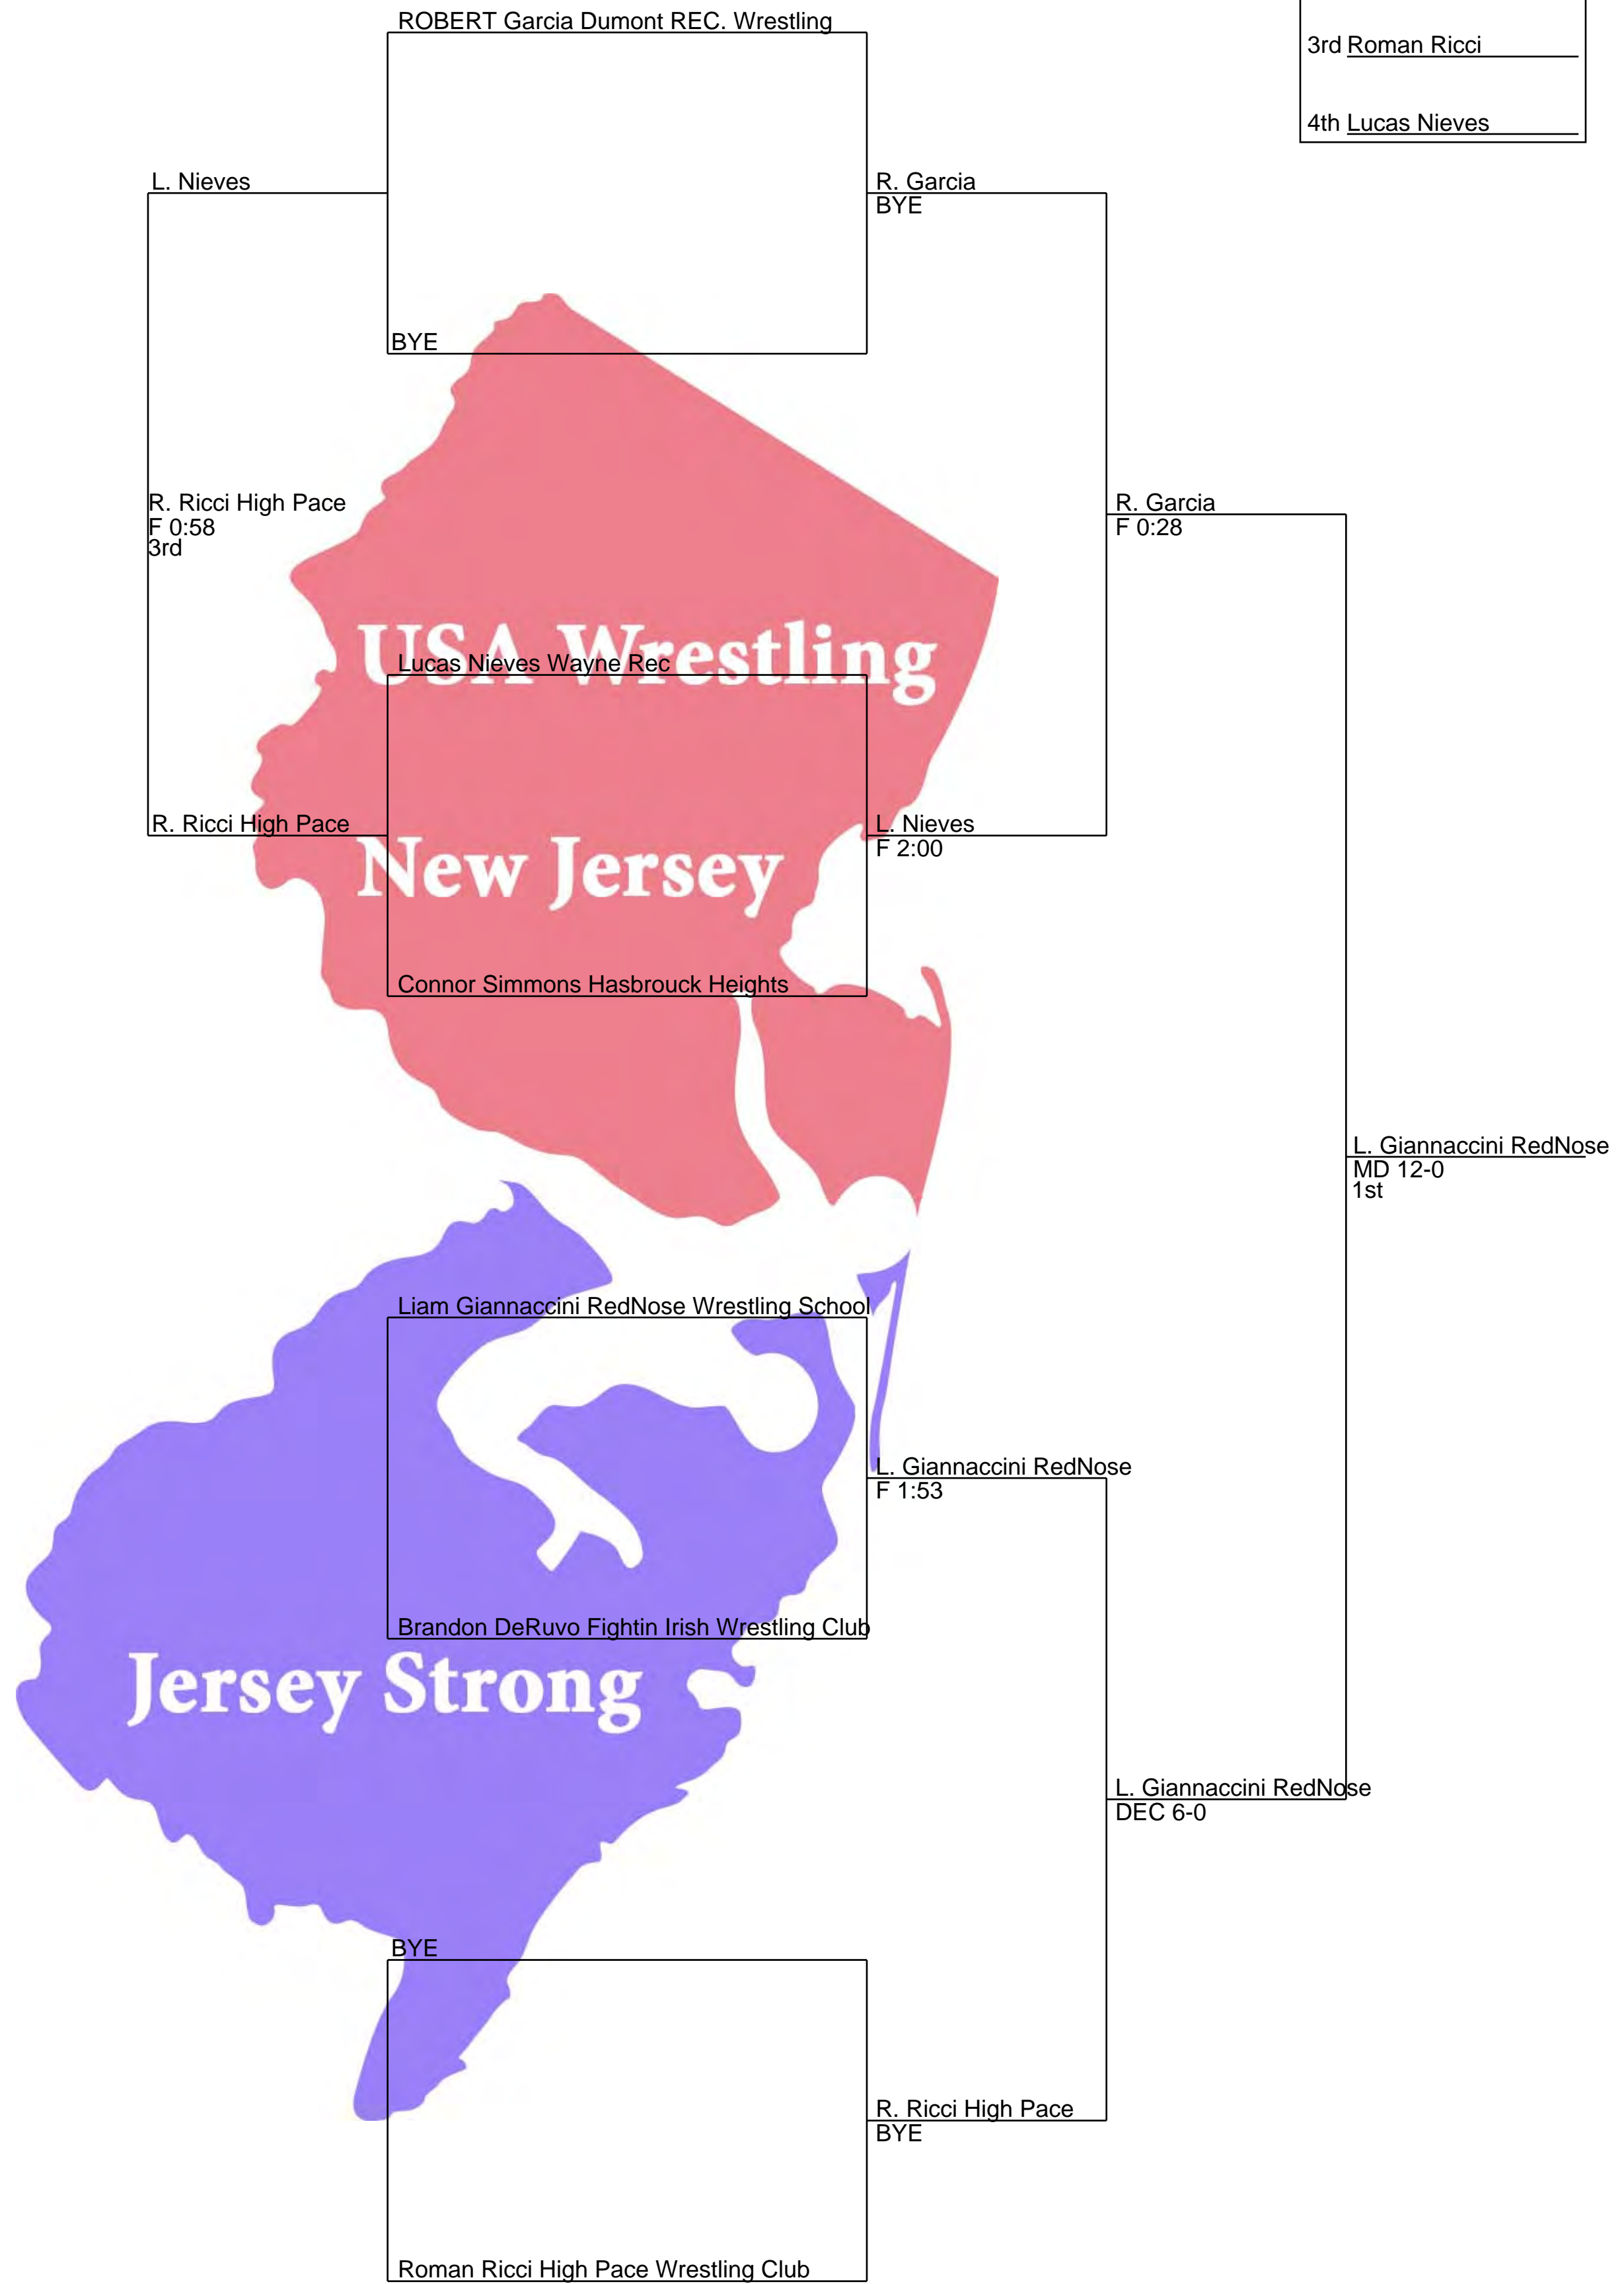 ROBERT Garcia Dumont REC. Wrestling
3rd Roman Ricci
4th Lucas Nieves
L. Nieves
R. Garcia
BYE
BYE
R. Ricci High Pace
F 0:58
3rd
R. Garcia
F 0:28
USA Wrestling
Lucas Nieves Wayne Rec
R. Ricci High Pace
L. Nieves
F 2:00
New Jersey
Connor Simmons Hasbrouck Heights
L. Giannaccini RedNose
MD 12-0
1st
Liam Giannaccini RedNose Wrestling School
L. Giannaccini RedNose
F 1:53
Brandon DeRuvo Fightin Irish Wrestling Club
Jersey Strong
L. Giannaccini RedNose
DEC 6-0
BYE
R. Ricci High Pace
BYE
Roman Ricci High Pace Wrestling Club